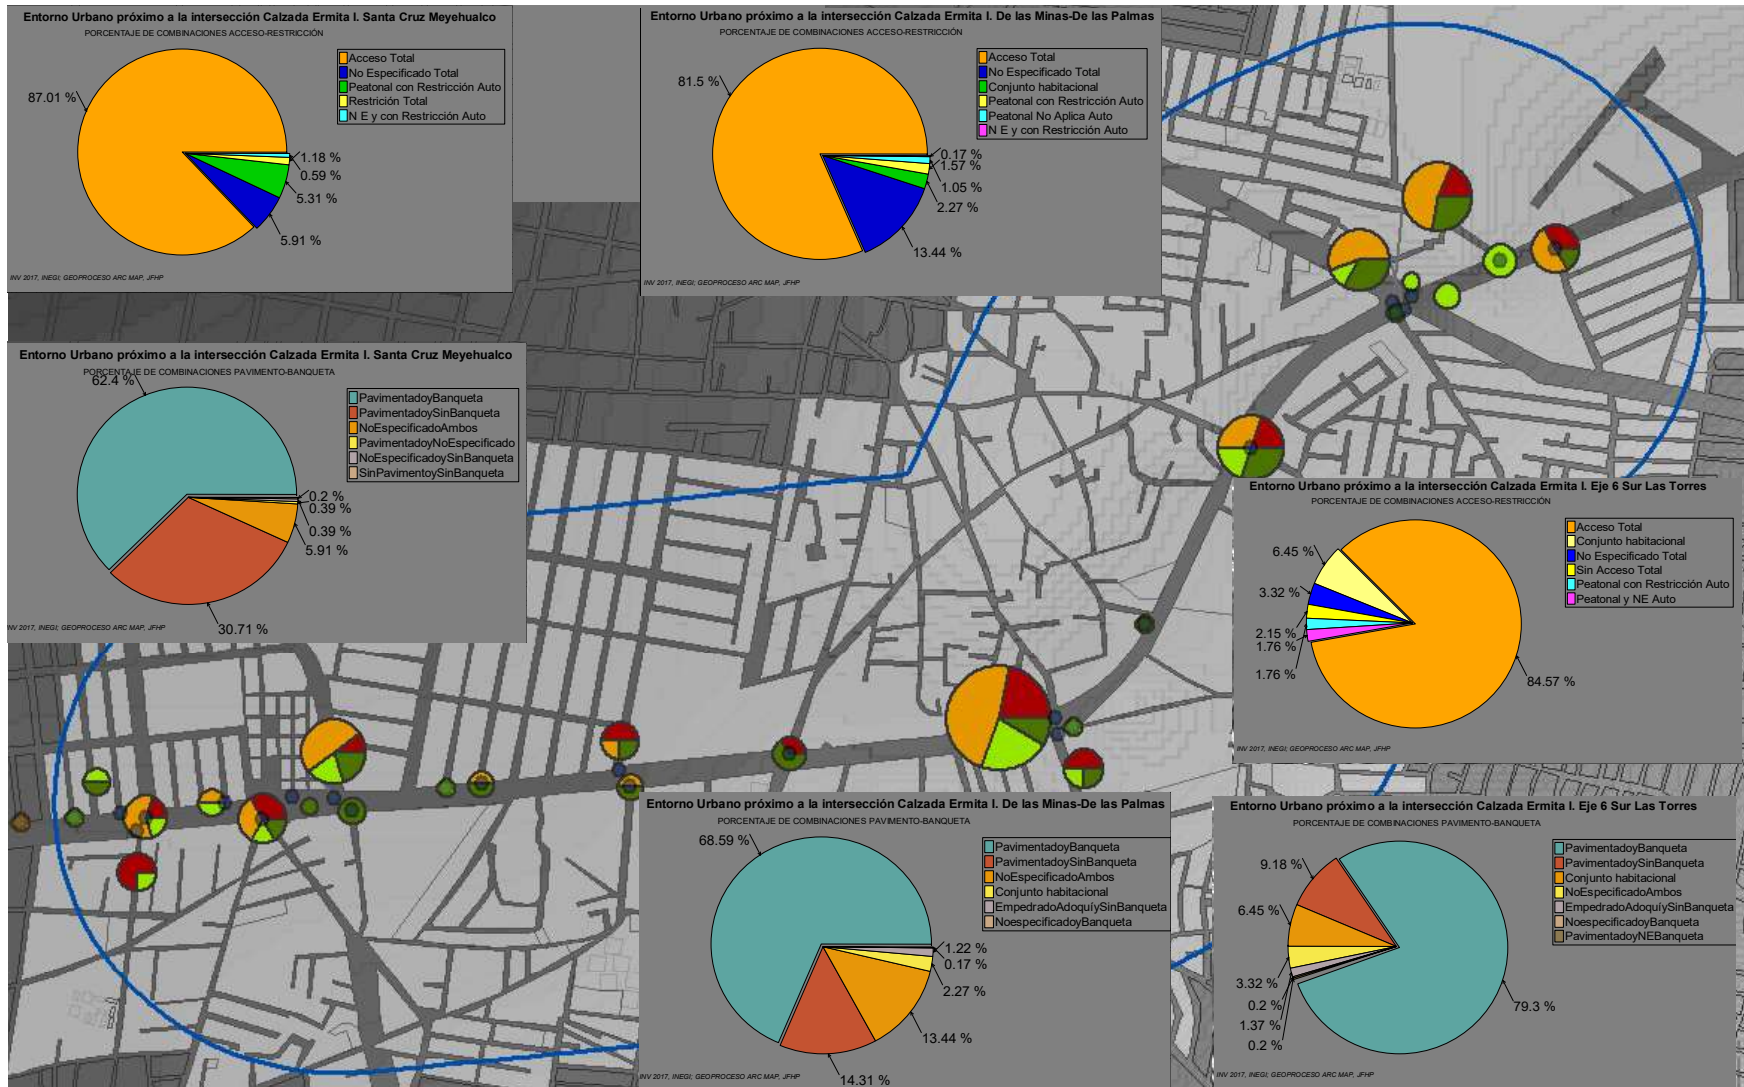 Entorno Urbano próximo a la intersección Calzada Ermita I. Santa Cruz Meyehualco
PORCENTAJE DE COMBINACIONES ACCESO-RESTRICCIÓN
87.01 %
Acceso Total
No Especificado Total
Peatonal con Restricción Auto
Restrición Total
N E y con Restricción Auto
1.18 %
0.59 %
5.31 %
5.91 %
INV 2017, INEGI; GEOPROCESO ARC MAP, JFHP
Entorno Urbano próximo a la intersección Calzada Ermita I. De las Minas-De las Palmas
PORCENTAJE DE COMBINACIONES ACCESO-RESTRICCIÓN
81.5 %
Acceso Total
No Especificado Total
Conjunto habitacional
Peatonal con Restricción Auto
Peatonal No Aplica Auto
N E y con Restricción Auto
0.17 %
1.57 %
1.05 %
2.27 %
13.44 %
INV 2017, INEGI; GEOPROCESO ARC MAP, JFHP
Entorno Urbano próximo a la intersección Calzada Ermita I. Santa Cruz Meyehualco
PORCENTAJE DE COMBINACIONES PAVIMENTO-BANQUETA
62.4 %
PavimentadoyBanqueta
PavimentadoySinBanqueta
NoEspecificadoAmbos
PavimentadoyNoEspecificado
NoEspecificadoySinBanqueta
SinPavimentoySinBanqueta
0.2 %
0.39 %
0.39 %
5.91 %
30.71 %
INV 2017, INEGI; GEOPROCESO ARC MAP, JFHP
Entorno Urbano próximo a la intersección Calzada Ermita I. Eje 6 Sur Las Torres
PORCENTAJE DE COMBINACIONES ACCESO-RESTRICCIÓN
Acceso Total
Conjunto habitacional
No Especificado Total
Sin Acceso Total
Peatonal con Restricción Auto
Peatonal y NE Auto
6.45 %
3.32 %
2.15 %
1.76 %
1.76 %
84.57 %
INV 2017, INEGI; GEOPROCESO ARC MAP, JFHP
Entorno Urbano próximo a la intersección Calzada Ermita I. De las Minas-De las Palmas
PORCENTAJE DE COMBINACIONES PAVIMENTO-BANQUETA
68.59 %
PavimentadoyBanqueta
PavimentadoySinBanqueta
NoEspecificadoAmbos
Conjunto habitacional
EmpedradoAdoquíySinBanqueta
NoespecificadoyBanqueta
1.22 %
0.17 %
2.27 %
13.44 %
14.31 %
INV 2017, INEGI; GEOPROCESO ARC MAP, JFHP
Entorno Urbano próximo a la intersección Calzada Ermita I. Eje 6 Sur Las Torres
PORCENTAJE DE COMBINACIONES PAVIMENTO-BANQUETA
PavimentadoyBanqueta
PavimentadoySinBanqueta
Conjunto habitacional
NoEspecificadoAmbos
EmpedradoAdoquíySinBanqueta
NoespecificadoyBanqueta
PavimentadoyNEBanqueta
9.18 %
6.45 %
3.32 %
0.2 %
1.37 %
0.2 %
79.3 %
INV 2017, INEGI; GEOPROCESO ARC MAP, JFHP